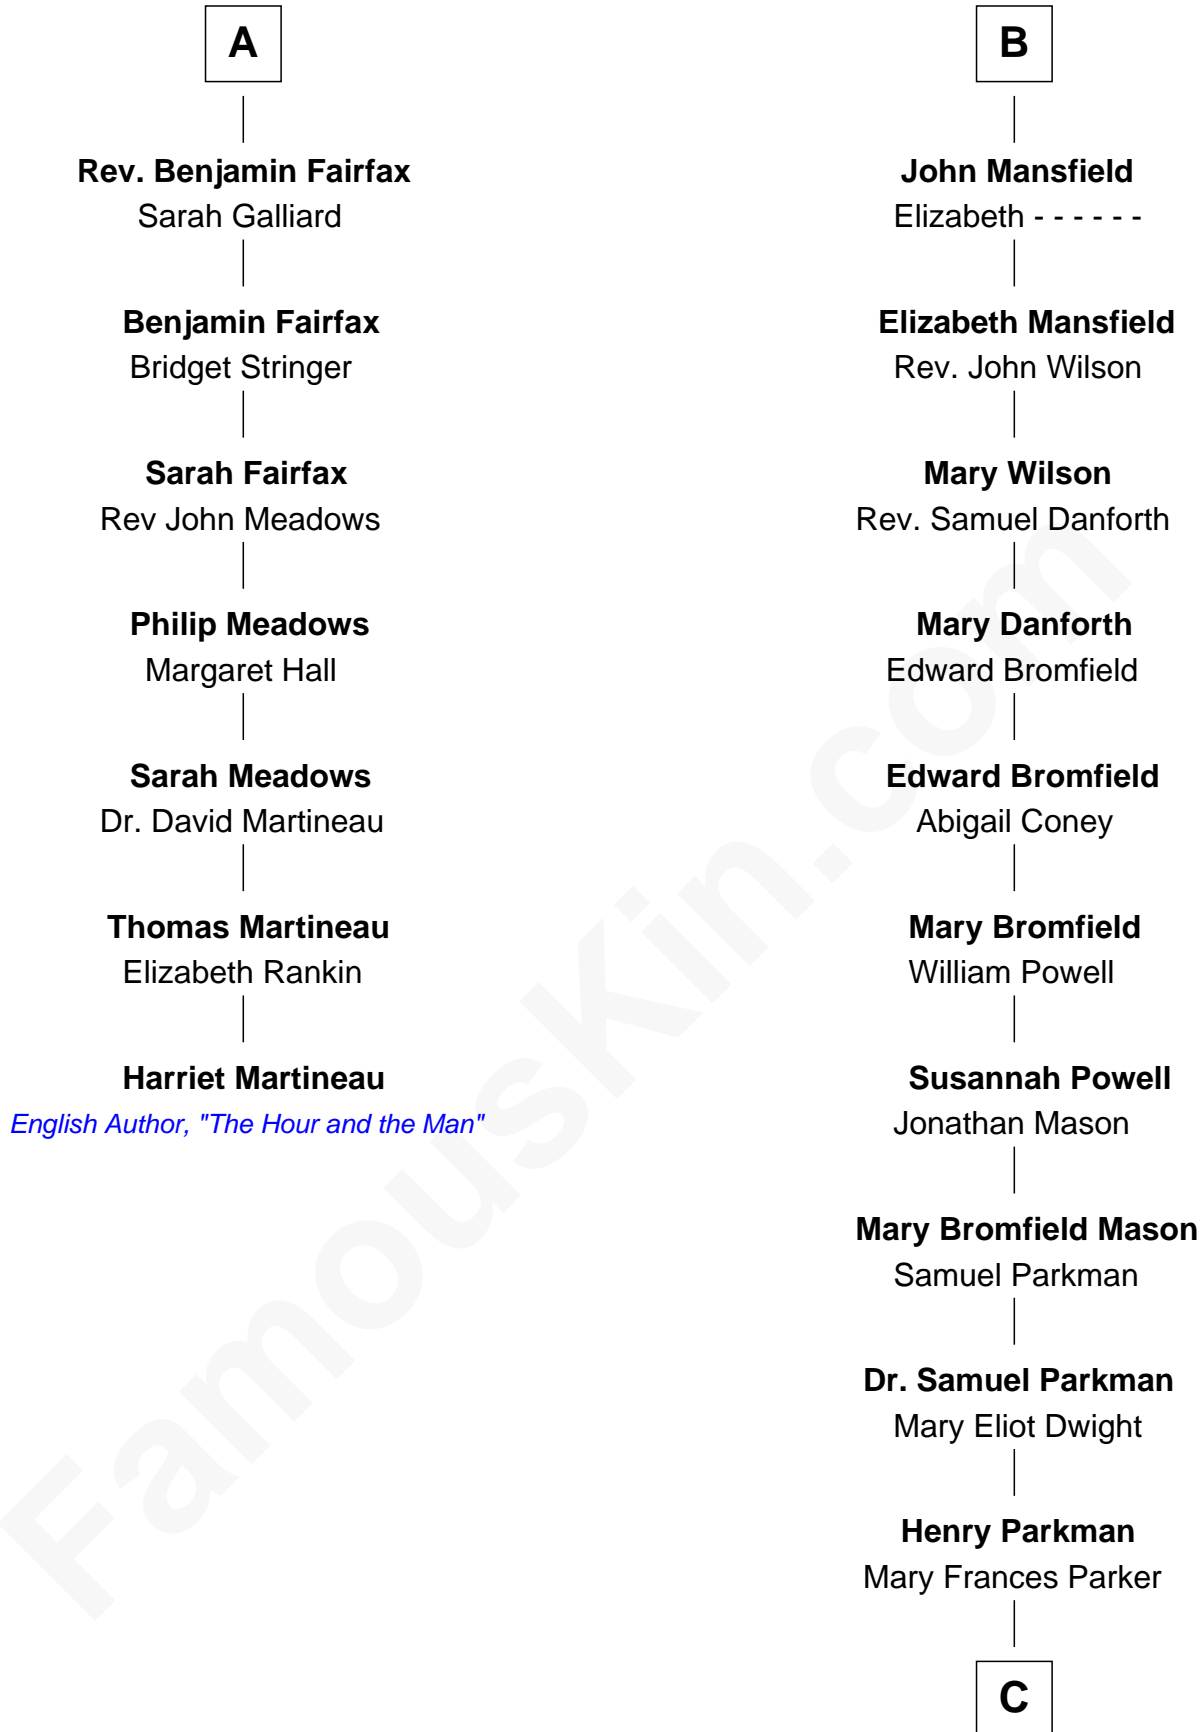 A
Rev. Benjamin Fairfax
Sarah Galliard
Benjamin Fairfax
Bridget Stringer
Sarah Fairfax
Rev John Meadows
Philip Meadows
Margaret Hall
Sarah Meadows
Dr. David Martineau
Thomas Martineau
Elizabeth Rankin
Harriet Martineau
English Author, "The Hour and the Man"
B
John Mansfield
Elizabeth - - - - - -
Elizabeth Mansfield
Rev. John Wilson
Mary Wilson
Rev. Samuel Danforth
Mary Danforth
Edward Bromfield
Edward Bromfield
Abigail Coney
Mary Bromfield
William Powell
Susannah Powell
Jonathan Mason
Mary Bromfield Mason
Samuel Parkman
Dr. Samuel Parkman
Mary Eliot Dwight
Henry Parkman
Mary Frances Parker
C
FamousKin.com